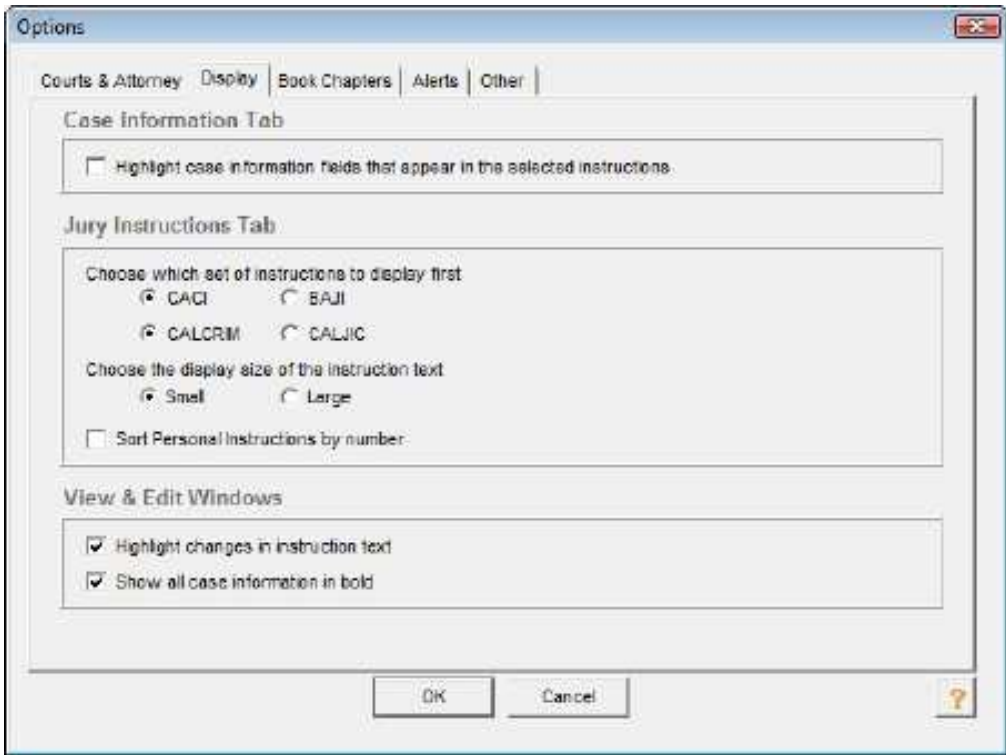 Options
Courts & Attorney Display Book Chapters Alerts Other
Case Information Tab
Highlight case information fields that appear in the selected instructions
Jury Instructions Tab
Choose which set of instructions to display first
CACI BAJI
CALCRIM CALJIC
Choose the display size of the instruction text
Small Large
Sort Personal Instructions by number
View & Edit Windows
Highlight changes in instruction text
Show all case information in bold
OK Cancel ?